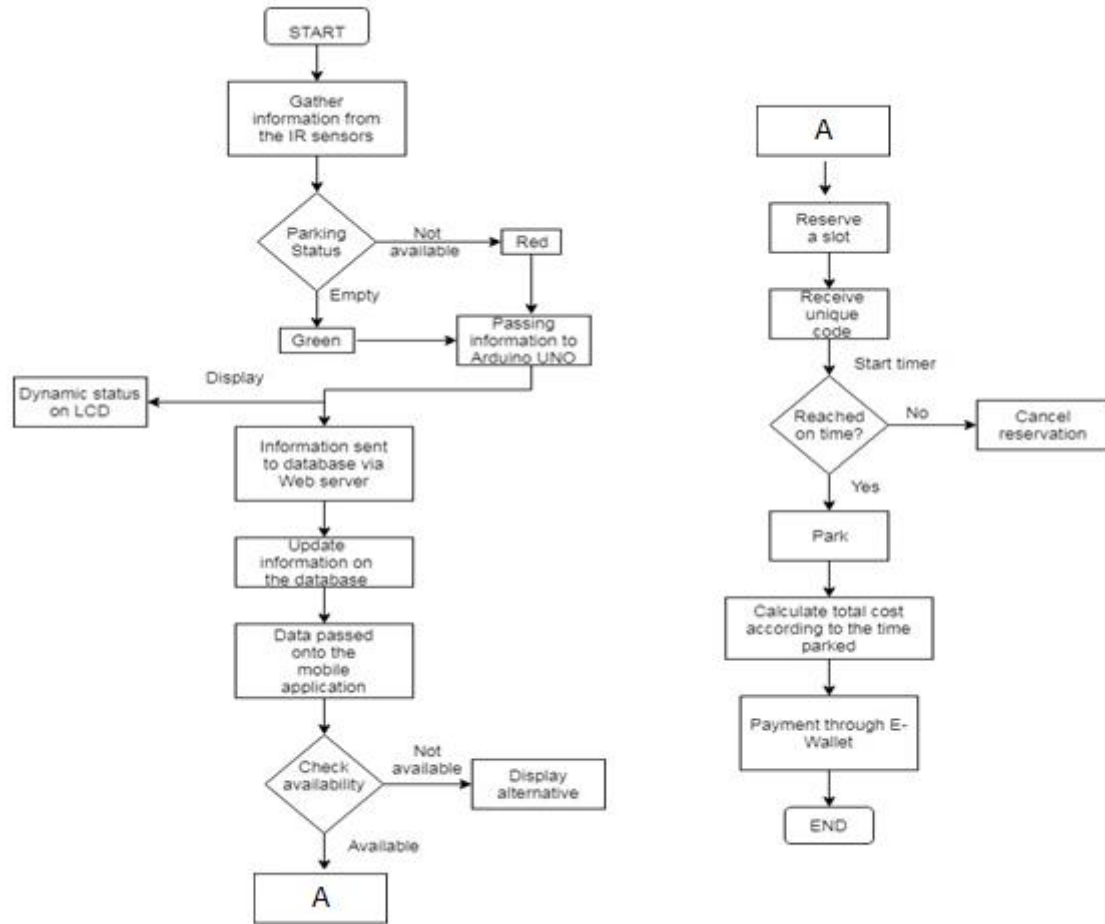 START
Gather
information from
the IR sensors
Parking
Status
Not
available
Red
Empty
Green
Passing
information to
Arduino UNO
Display
Dynamic status
on LCD
Information sent
to database via
Web server
Update
information on
the database
Data passed
onto the
mobile
application
Check
availability
Not
available
Display
alternative
Available
A
A
Reserve
a slot
Receive
unique
code
Start timer
Reached
on time?
No
Cancel
reservation
Yes
Park
Calculate total cost
according to the time
parked
Payment through E-
Wallet
END